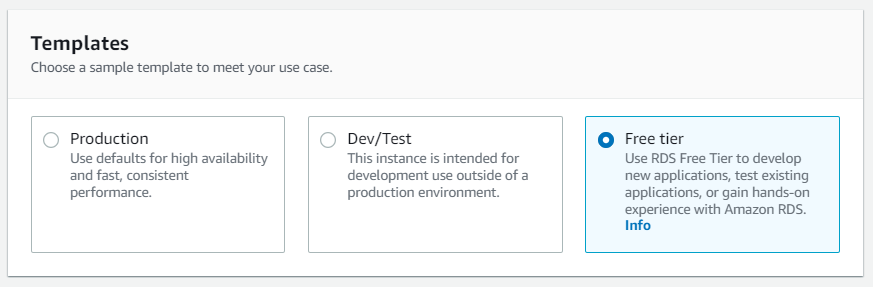 Templates
Choose a sample template to meet your use case.
Production
Use defaults for high availability
and fast, consistent
performance.
Dev/Test
This instance is intended for
development use outside of a
production environment.
Free tier
Use RDS Free Tier to develop
new applications, test existing
applications, or gain hands-on
experience with Amazon RDS.
Info